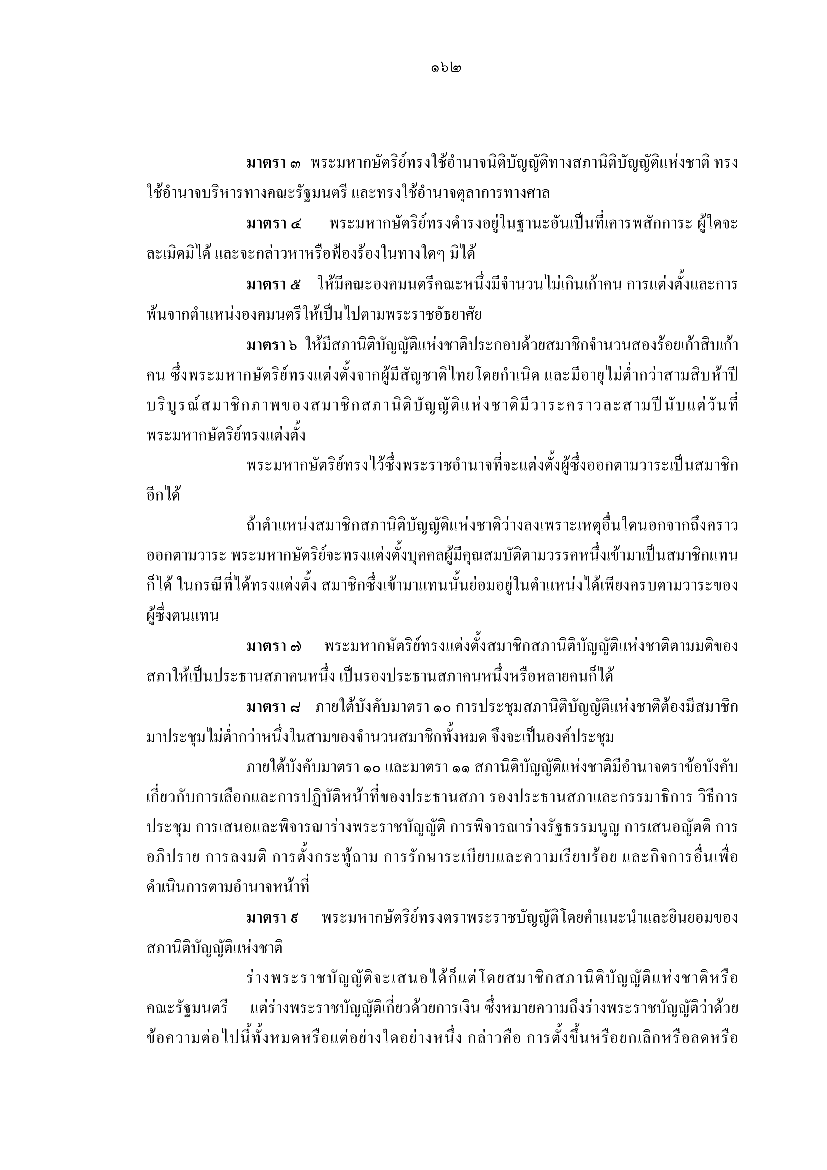 ๑๖๒
มาตรา ๓ พระมหากษัตริย์ทรงใช้อำนาจนิติบัญญัติทางสภานิติบัญญัติแห่งชาติ ทรง
ใช้อำนาจบริหารทางคณะรัฐมนตรี และทรงใช้อำนาจตุลาการทางศาล
มาตรา ๔ พระมหากษัตริย์ทรงดำรงอยู่ในฐานะอันเป็นที่เคารพสักการะ ผู้ใดจะ
ละเมิดมิได้ และจะกล่าวหาหรือฟ้องร้องในทางใดๆ มิได้
มาตรา ๕ ให้มีคณะองคมนตรีคณะหนึ่งมีจำนวนไม่เกินเก้าคน การแต่งตั้งและการ
พ้นจากตำแหน่งองคมนตรีให้เป็นไปตามพระราชอัธยาศัย
มาตรา ๖ ให้มีสภานิติบัญญัติแห่งชาติประกอบด้วยสมาชิกจำนวนสองร้อยเก้าสิบเก้า
คน ซึ่งพระมหากษัตริย์ทรงแต่งตั้งจากผู้มีสัญชาติไทยโดยกำเนิด และมีอายุไม่ต่ำกว่าสามสิบห้าปี
บริบูรณ์สมาชิกภาพของสมาชิกสภานิติบัญญัติแห่งชาติมีวาระคราวละสามปีนับแต่วันที่
พระมหากษัตริย์ทรงแต่งตั้ง
พระมหากษัตริย์ทรงไว้ซึ่งพระราชอำนาจที่จะแต่งตั้งผู้ซึ่งออกตามวาระเป็นสมาชิก
อีกได้
ถ้าตำแหน่งสมาชิกสภานิติบัญญัติแห่งชาติว่างลงเพราะเหตุอื่นใดนอกจากถึงคราว
ออกตามวาระ พระมหากษัตริย์จะทรงแต่งตั้งบุคคลผู้มีคุณสมบัติตามวรรคหนึ่งเข้ามาเป็นสมาชิกแทน
ก็ได้ ในกรณีที่ได้ทรงแต่งตั้ง สมาชิกซึ่งเข้ามาแทนนั้นย่อมอยู่ในตำแหน่งได้เพียงครบตามวาระของ
ผู้ซึ่งตนแทน
มาตรา ๗ พระมหากษัตริย์ทรงแต่งตั้งสมาชิกสภานิติบัญญัติแห่งชาติตามมติของ
สภาให้เป็นประธานสภาคนหนึ่ง เป็นรองประธานสภาคนหนึ่งหรือหลายคนก็ได้
มาตรา ๘ ภายใต้บังคับมาตรา ๑๐ การประชุมสภานิติบัญญัติแห่งชาติต้องมีสมาชิก
มาประชุมไม่ต่ำกว่าหนึ่งในสามของจำนวนสมาชิกทั้งหมด จึงจะเป็นองค์ประชุม
ภายใต้บังคับมาตรา ๑๐ และมาตรา ๑๑ สภานิติบัญญัติแห่งชาติมีอำนาจตราข้อบังคับ
เกี่ยวกับการเลือกและการปฏิบัติหน้าที่ของประธานสภา รองประธานสภาและกรรมาธิการ วิธีการ
ประชุม การเสนอและพิจารณาร่างพระราชบัญญัติ การพิจารณาร่างรัฐธรรมนูญ การเสนอญัตติ การ
อภิปราย การลงมติ การตั้งกระทู้ถาม การรักษาระเบียบและความเรียบร้อย และกิจการอื่นเพื่อ
ดำเนินการตามอำนาจหน้าที่
มาตรา ๙ พระมหากษัตริย์ทรงตราพระราชบัญญัติโดยคำแนะนำและยินยอมของ
สภานิติบัญญัติแห่งชาติ
ร่างพระราชบัญญัติจะเสนอได้ก็แต่โดยสมาชิกสภานิติบัญญัติแห่งชาติหรือ
คณะรัฐมนตรี แต่ร่างพระราชบัญญัติเกี่ยวด้วยการเงิน ซึ่งหมายความถึงร่างพระราชบัญญัติว่าด้วย
ข้อความต่อไปนี้ทั้งหมดหรือแต่อย่างใดอย่างหนึ่ง กล่าวคือ การตั้งขึ้นหรือยกเลิกหรือลดหรือ